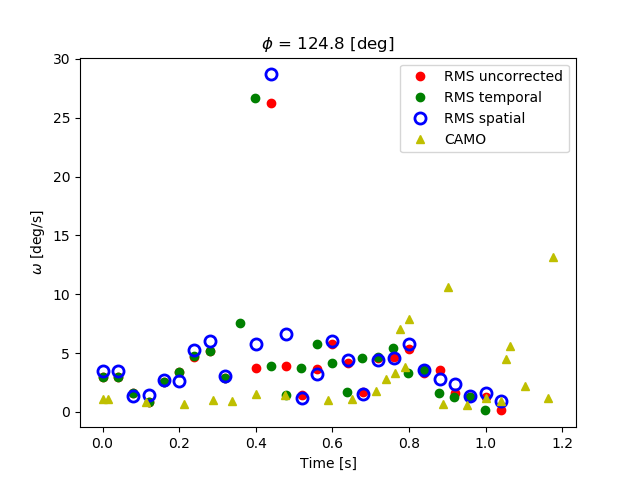 ϕ = 124.8 [deg]
30
25
20
15
10
5
0
ω [deg/s]
RMS uncorrected
RMS temporal
RMS spatial
CAMO
0.0 0.2 0.4 0.6 0.8 1.0 1.2
Time [s]